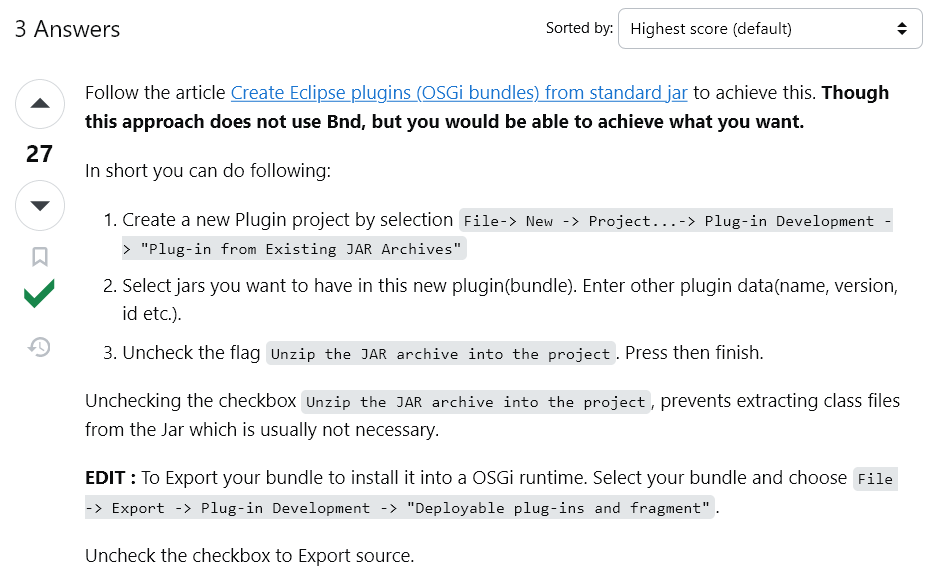 3 Answers
Sorted by:
Highest score (default)
Follow the article Create Eclipse plugins (OSGi bundles) from standard jar to achieve this. Though
this approach does not use Bnd, but you would be able to achieve what you want.
27
In short you can do following:
1. Create a new Plugin project by selection File-> New -> Project...-> Plug-in Development -
> "Plug-in from Existing JAR Archives"
2. Select jars you want to have in this new plugin(bundle). Enter other plugin data(name, version,
id etc.).
3. Uncheck the flag Unzip the JAR archive into the project. Press then finish.
Unchecking the checkbox Unzip the JAR archive into the project, prevents extracting class files
from the Jar which is usually not necessary.
EDIT : To Export your bundle to install it into a OSGi runtime. Select your bundle and choose File
-> Export -> Plug-in Development -> "Deployable plug-ins and fragment".
Uncheck the checkbox to Export source.